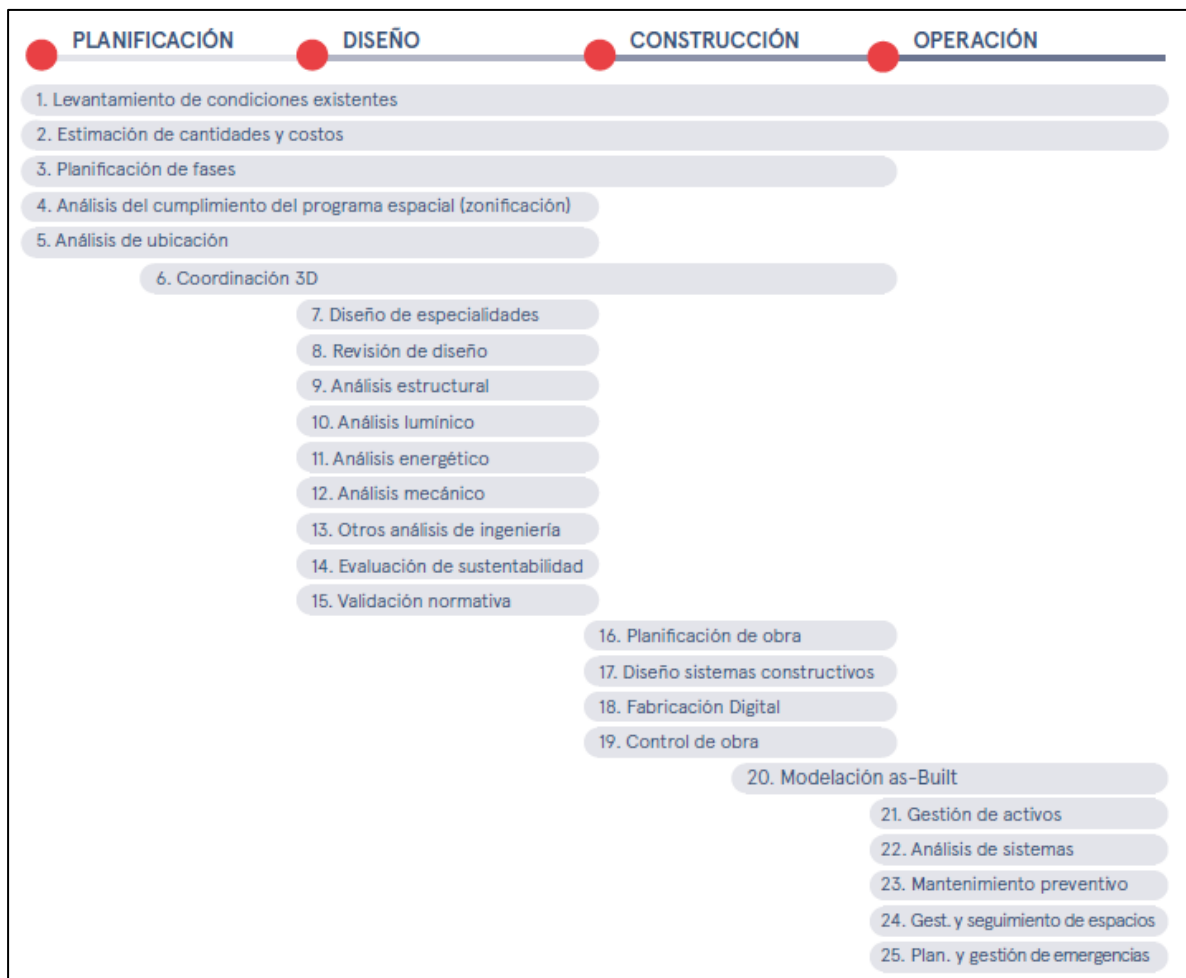 PLANIFICACIÓN DISEÑO CONSTRUCCIÓN OPERACIÓN
1. Levantamiento de condiciones existentes
2. Estimación de cantidades y costos
3. Planificación de fases
4. Análisis del cumplimiento del programa espacial (zonificación)
5. Análisis de ubicación
6. Coordinación 3D
7. Diseño de especialidades
8. Revisión de diseño
9. Análisis estructural
10. Análisis lumínico
11. Análisis energético
12. Análisis mecánico
13. Otros análisis de ingeniería
14. Evaluación de sustentabilidad
15. Validación normativa
16. Planificación de obra
17. Diseño sistemas constructivos
18. Fabricación Digital
19. Control de obra
20. Modelación as-Built
21. Gestión de activos
22. Análisis de sistemas
23. Mantenimiento preventivo
24. Gest. y seguimiento de espacios
25. Plan. y gestión de emergencias